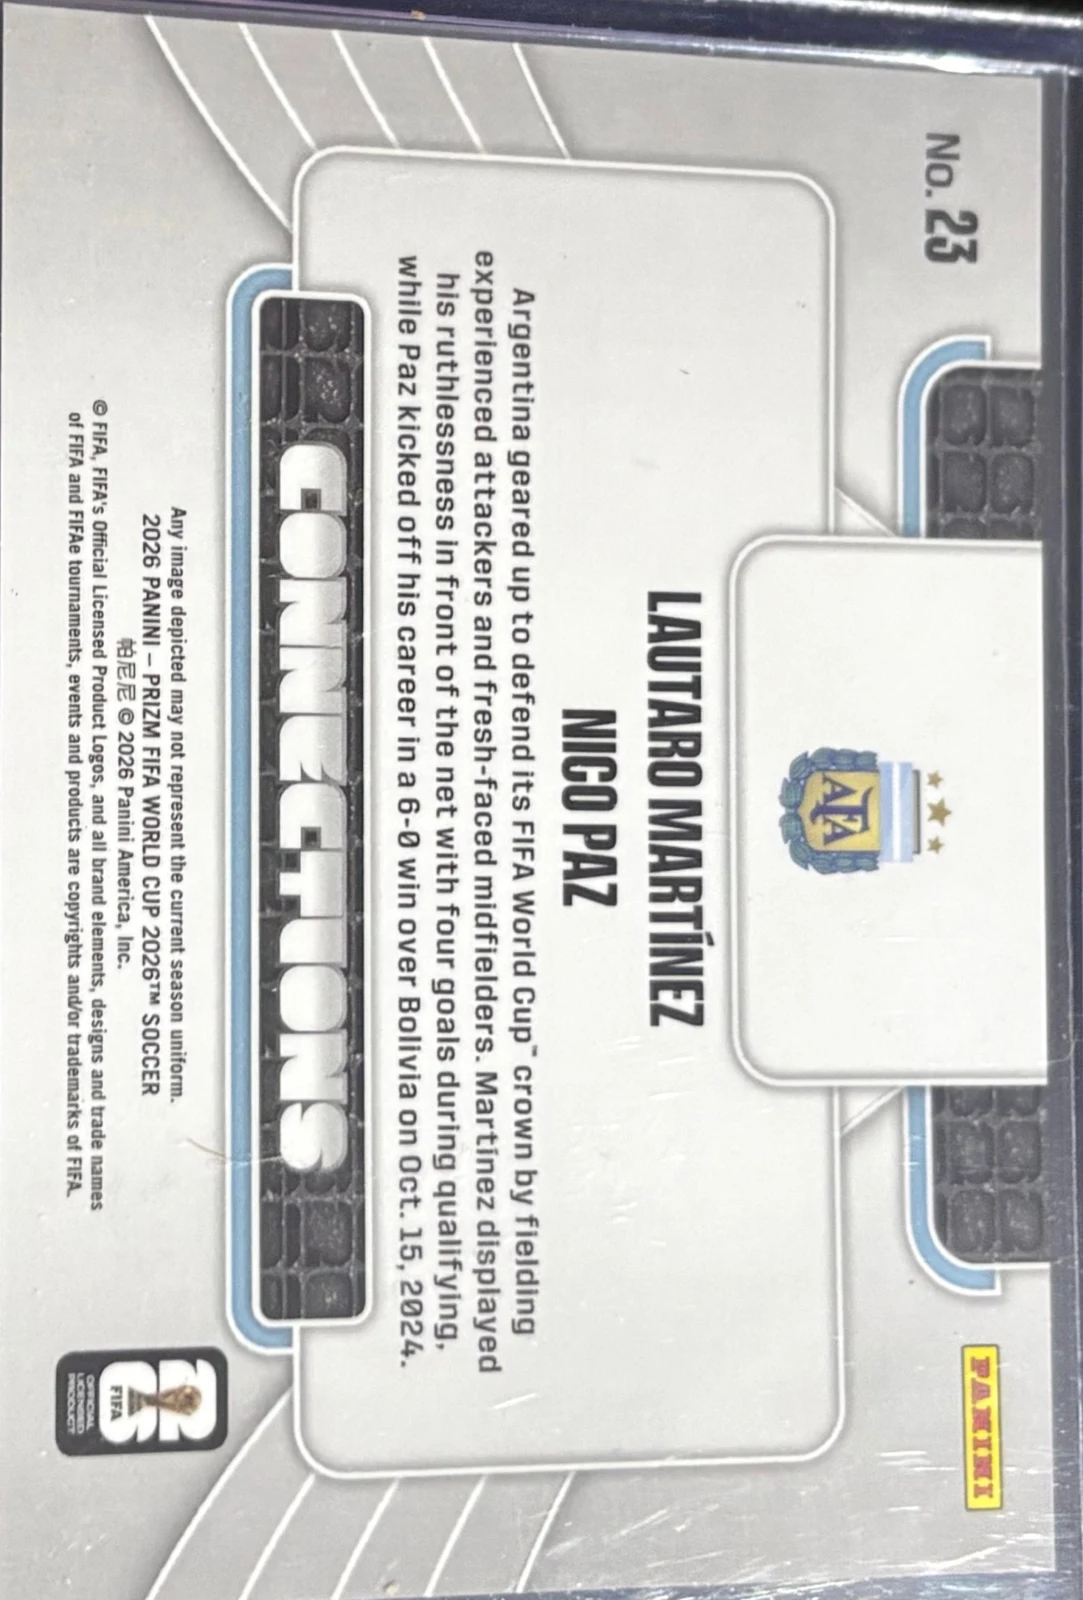 No. 23
PANINI
AFA
LAUTARO MARTÍNEZ
NICO PAZ
Argentina geared up to defend its FIFA World Cup™ crown by fielding
experienced attackers and fresh-faced midfielders. Martínez displayed
his ruthlessness in front of the net with four goals during qualifying,
while Paz kicked off his career in a 6-0 win over Bolivia on Oct. 15, 2024.
CONNECTIONS
Any image depicted may not represent the current season uniform.
2026 PANINI – PRIZM FIFA WORLD CUP 2026™ SOCCER
帕尼尼 © 2026 Panini America, Inc.
© FIFA, FIFA's Official Licensed Product Logos, and all brand elements, designs and trade names
of FIFA and FIFAe tournaments, events and products are copyrights and/or trademarks of FIFA.
26
FIFA
OFFICIAL
LICENSED
PRODUCT